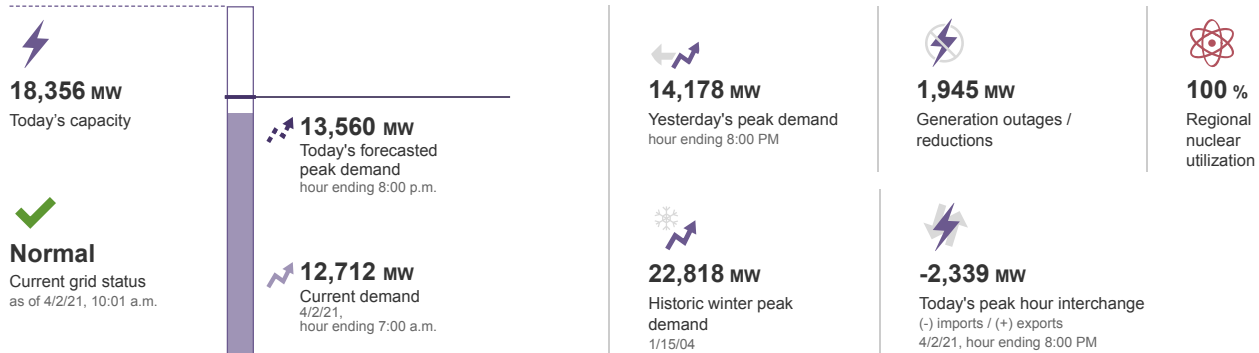 18,356 MW
Today's capacity
Normal
Current grid status
as of 4/2/21, 10:01 a.m.
13,560 MW
Today's forecasted
peak demand
hour ending 8:00 p.m.
12,712 MW
Current demand
4/2/21,
hour ending 7:00 a.m.
14,178 MW
Yesterday's peak demand
hour ending 8:00 PM
1,945 MW
Generation outages /
reductions
100 %
Regional
nuclear
utilization
22,818 MW
Historic winter peak
demand
1/15/04
-2,339 MW
Today's peak hour interchange
(-) imports / (+) exports
4/2/21, hour ending 8:00 PM